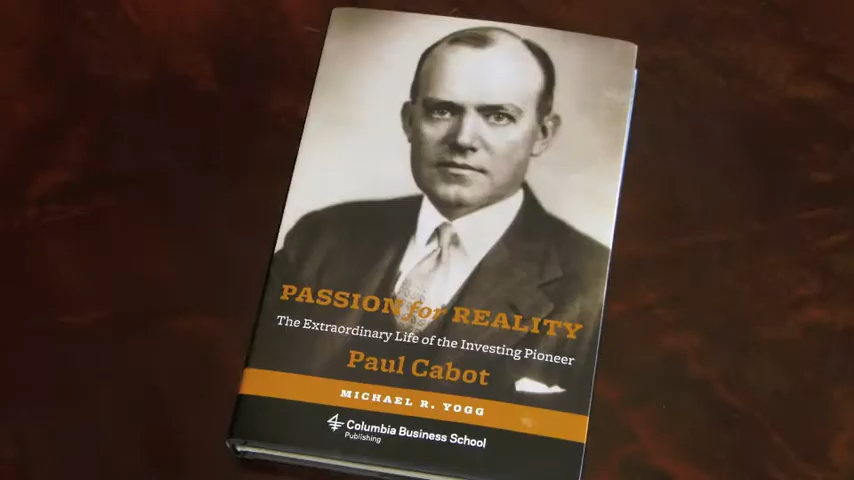 PASSION for REALITY
The Extraordinary Life of the Investing Pioneer
Paul Cabot
MICHAEL R. YOGG
Columbia Business School
Publishing